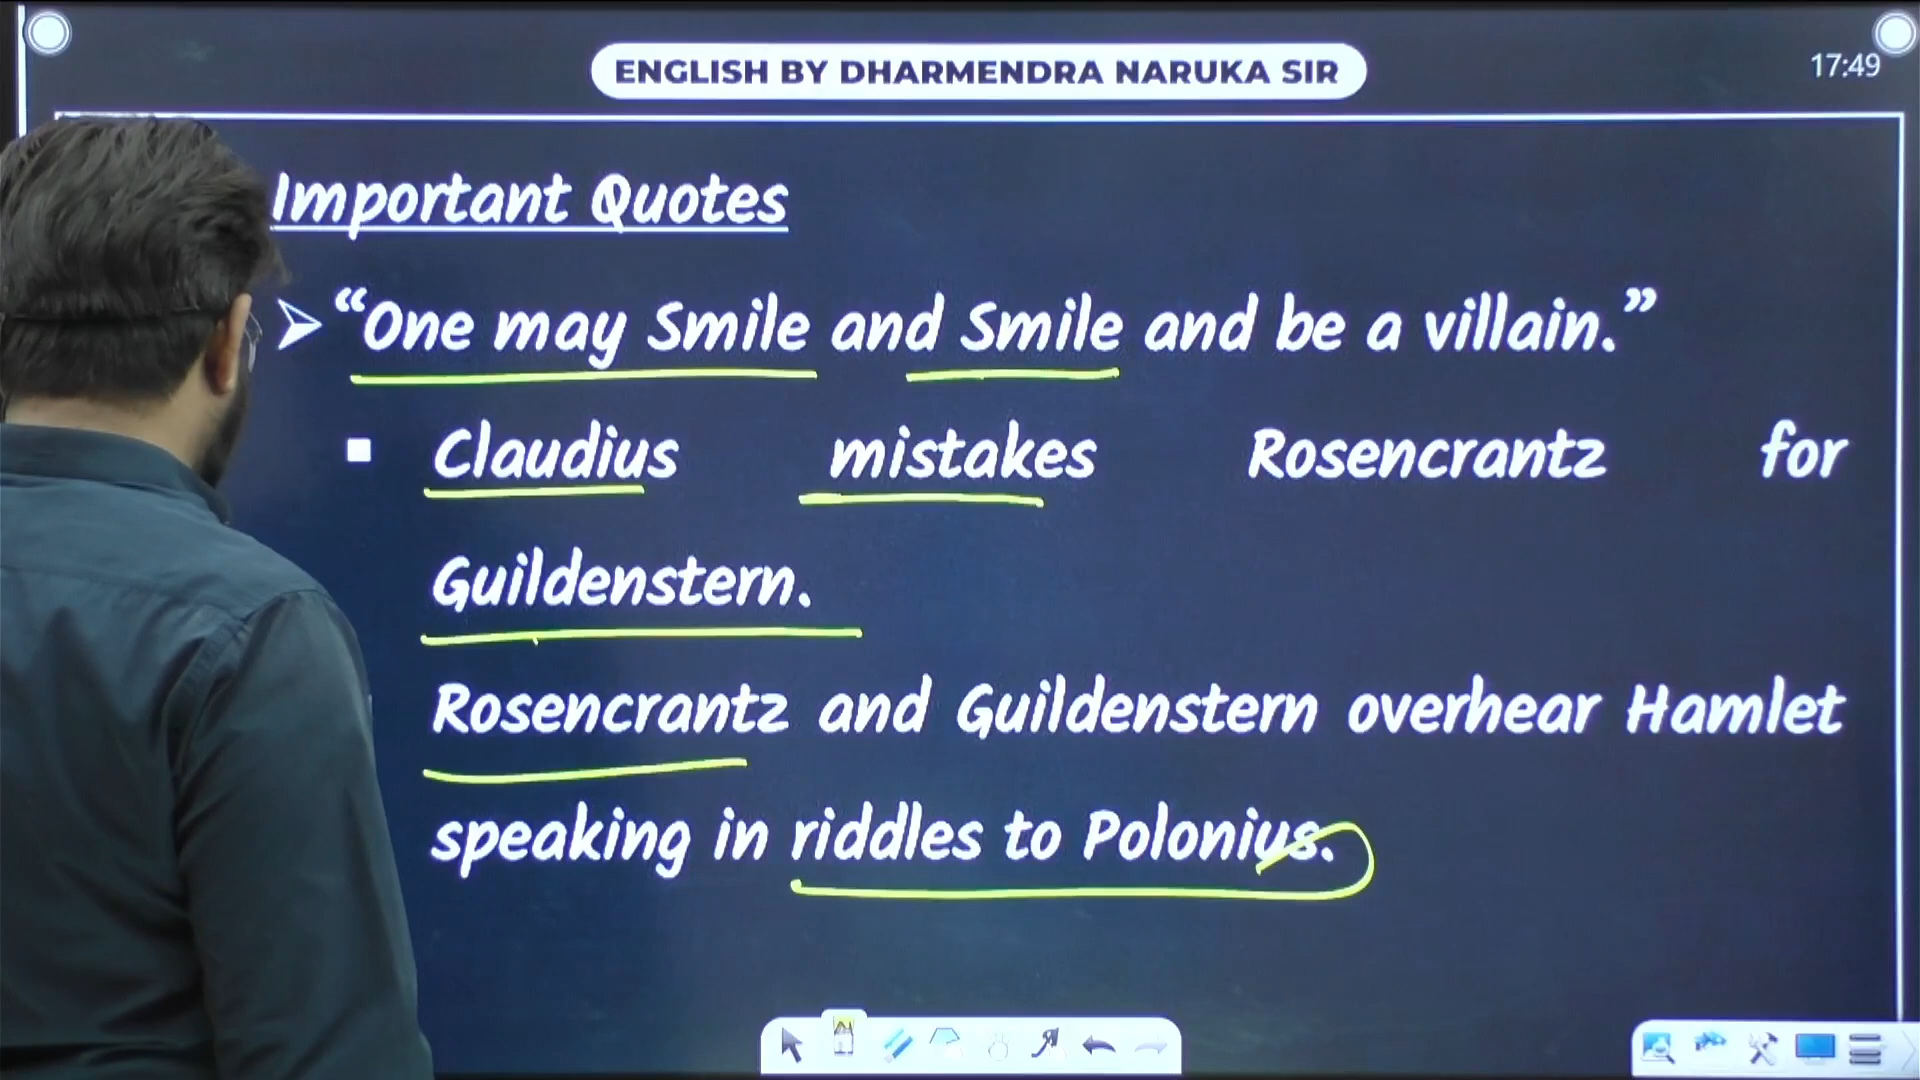 ENGLISH BY DHARMENDRA NARUKA SIR
17:49
Important Quotes
➢ “One may Smile and Smile and be a villain.”
▪ Claudius mistakes Rosencrantz for
Guildenstern.
Rosencrantz and Guildenstern overhear Hamlet
speaking in riddles to Polonius.